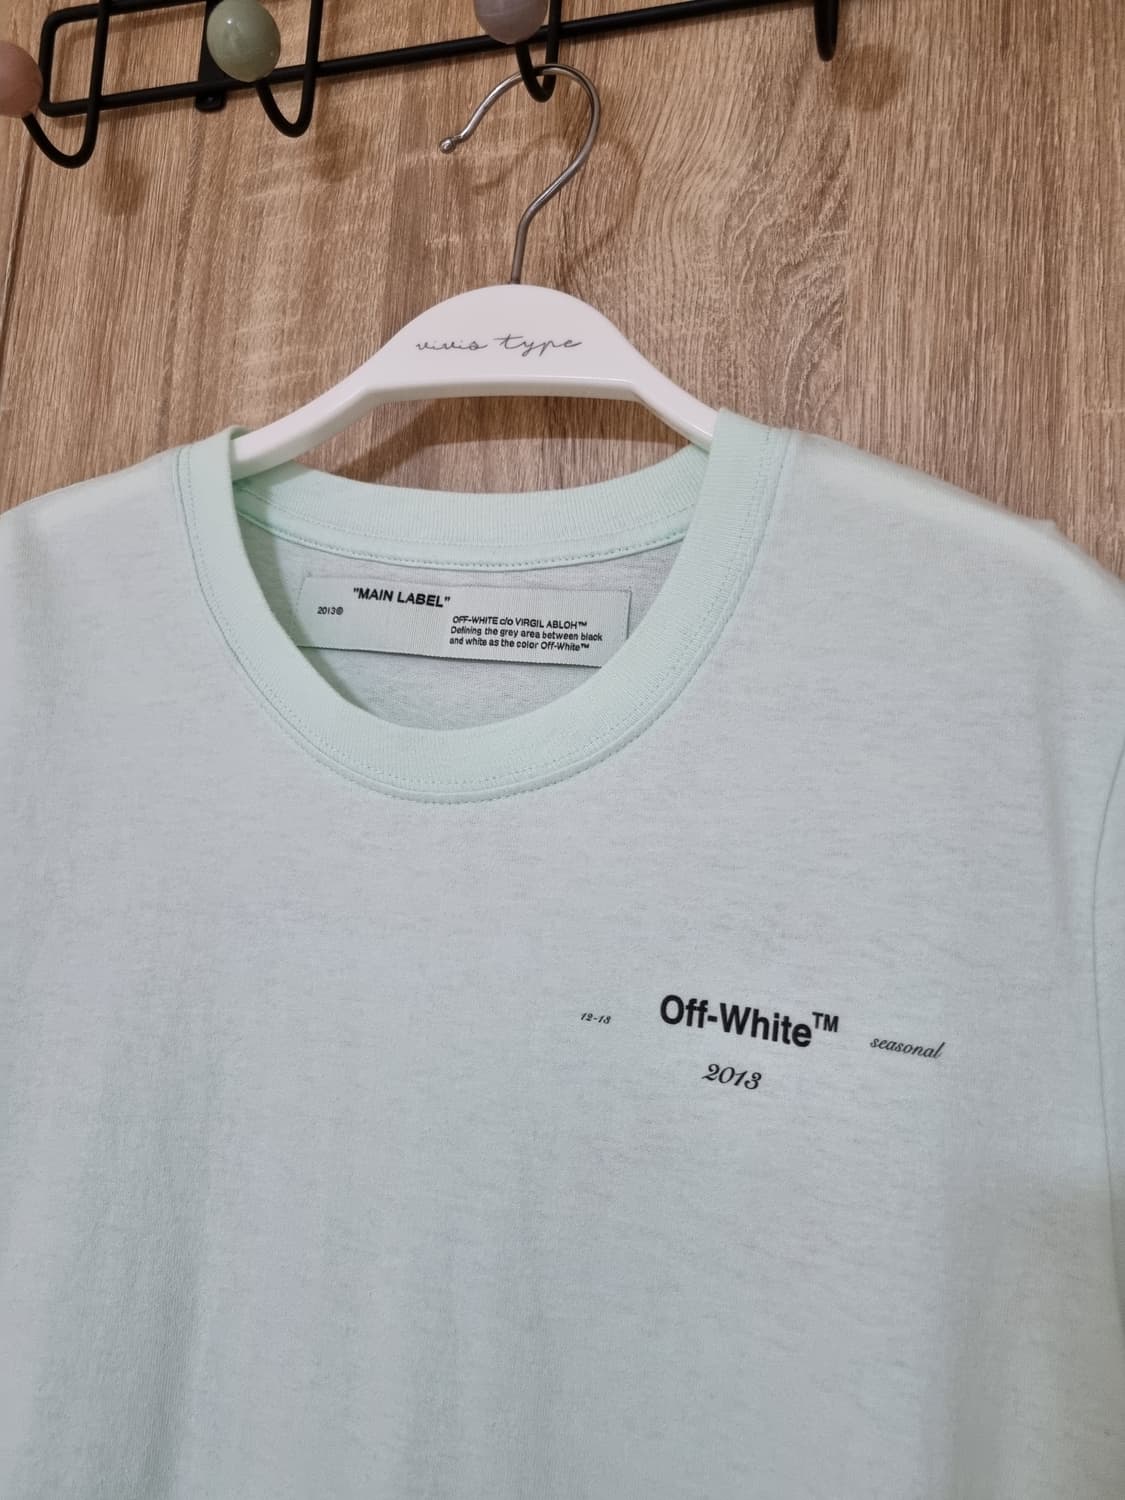 vivis type
"MAIN LABEL"
2013©
OFF-WHITE c/o VIRGIL ABLOH™
Defining the grey area between black
and white as the color Off-White™
12-13
Off-White™
seasonal
2013